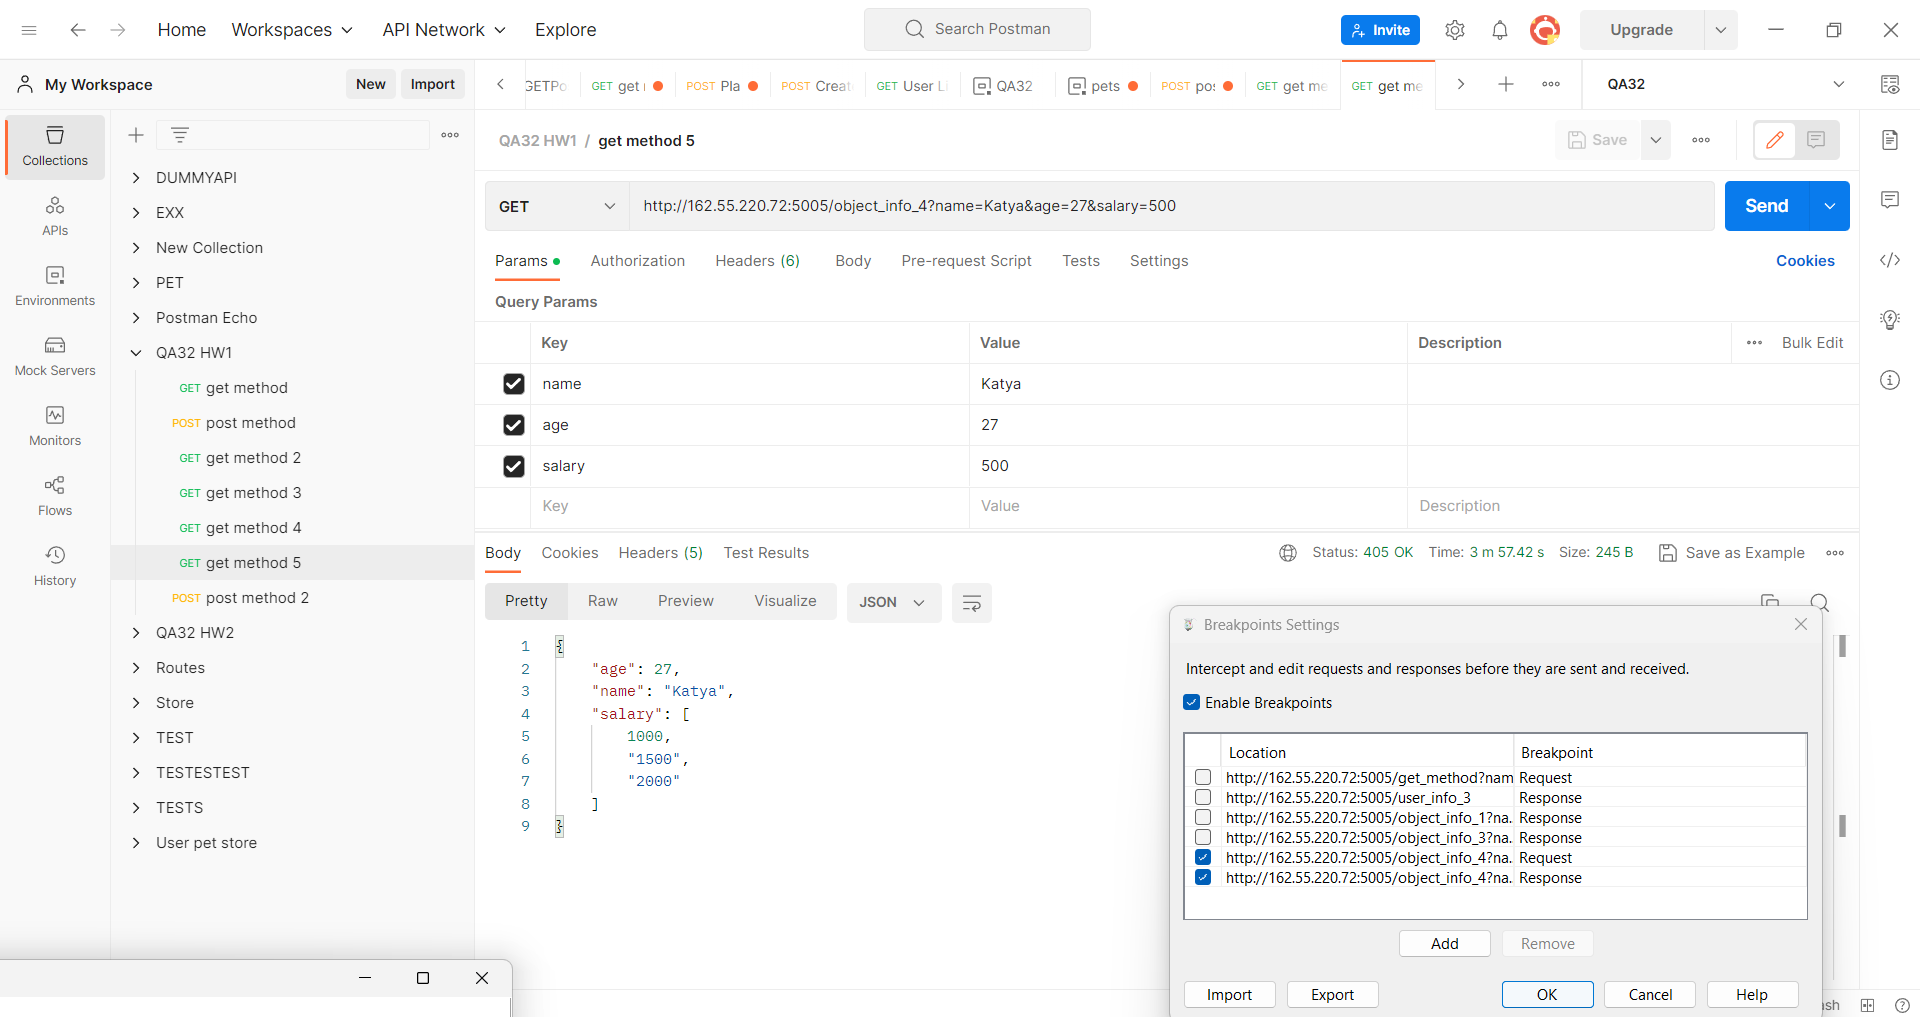 Home Workspaces API Network Explore Search Postman Invite Upgrade
My Workspace New Import
GETPo GET get POST Pla POST Creat GET User Li QA32 pets POST pos GET get me GET get me QA32
Collections
APIs
Environments
Mock Servers
Monitors
Flows
History
DUMMYAPI
EXX
New Collection
PET
Postman Echo
QA32 HW1
GET get method
POST post method
GET get method 2
GET get method 3
GET get method 4
GET get method 5
POST post method 2
QA32 HW2
Routes
Store
TEST
TESTESTEST
TESTS
User pet store
QA32 HW1 / get method 5 Save
GET http://162.55.220.72:5005/object_info_4?name=Katya&age=27&salary=500 Send
Params Authorization Headers (6) Body Pre-request Script Tests Settings Cookies
Query Params
Key Value Description Bulk Edit
name Katya
age 27
salary 500
Key Value Description
Body Cookies Headers (5) Test Results Status: 405 OK Time: 3 m 57.42 s Size: 245 B Save as Example
Pretty Raw Preview Visualize JSON
1 {
2 "age": 27,
3 "name": "Katya",
4 "salary": [
5 1000,
6 "1500",
7 "2000"
8 ]
9 }
Breakpoints Settings
Intercept and edit requests and responses before they are sent and received.
Enable Breakpoints
Location Breakpoint
http://162.55.220.72:5005/get_method?nam Request
http://162.55.220.72:5005/user_info_3 Response
http://162.55.220.72:5005/object_info_1?na... Response
http://162.55.220.72:5005/object_info_3?na... Response
http://162.55.220.72:5005/object_info_4?na... Request
http://162.55.220.72:5005/object_info_4?na... Response
Add Remove
Import Export OK Cancel Help
ash